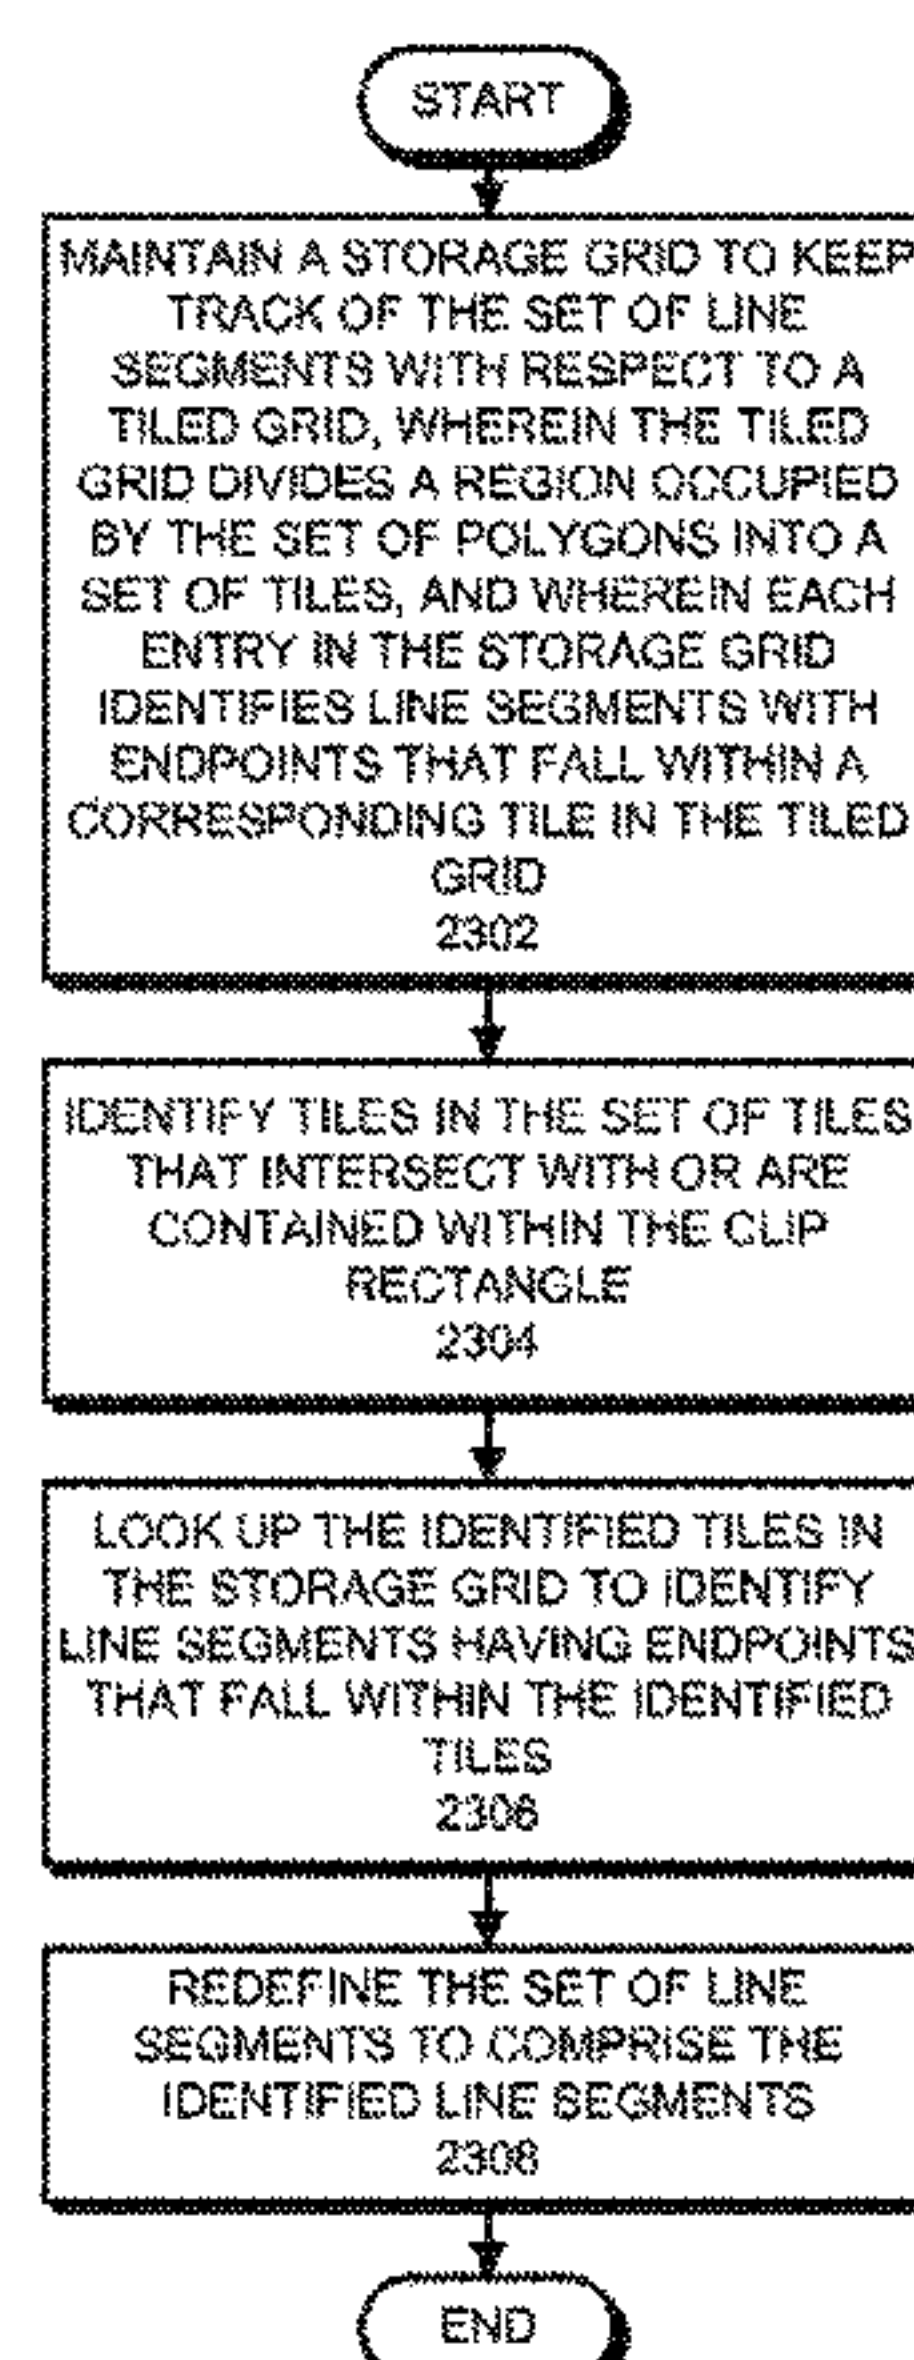 START
MAINTAIN A STORAGE GRID TO KEEP
TRACK OF THE SET OF LINE
SEGMENTS WITH RESPECT TO A
TILED GRID, WHEREIN THE TILED
GRID DIVIDES A REGION OCCUPIED
BY THE SET OF POLYGONS INTO A
SET OF TILES, AND WHEREIN EACH
ENTRY IN THE STORAGE GRID
IDENTIFIES LINE SEGMENTS WITH
ENDPOINTS THAT FALL WITHIN A
CORRESPONDING TILE IN THE TILED
GRID
2302
IDENTIFY TILES IN THE SET OF TILES
THAT INTERSECT WITH OR ARE
CONTAINED WITHIN THE CLIP
RECTANGLE
2304
LOOK UP THE IDENTIFIED TILES IN
THE STORAGE GRID TO IDENTIFY
LINE SEGMENTS HAVING ENDPOINTS
THAT FALL WITHIN THE IDENTIFIED
TILES
2306
REDEFINE THE SET OF LINE
SEGMENTS TO COMPRISE THE
IDENTIFIED LINE SEGMENTS
2308
END